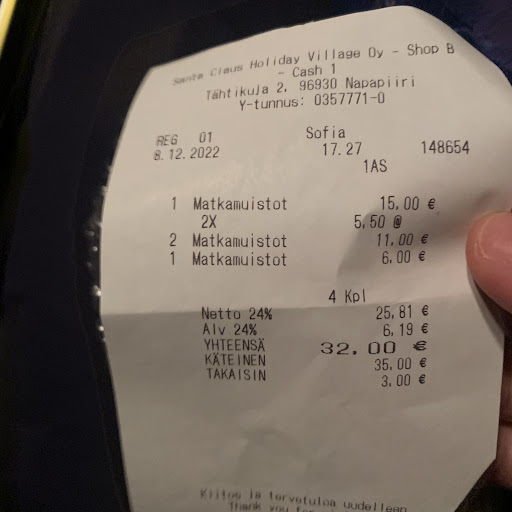 Santa Claus Holiday Village Oy - Shop B
- Cash 1
Tähtikuja 2, 96930 Napapiiri
Y-tunnus: 0357771-0
REG 01 Sofia
8.12.2022 17.27 148654
1AS
1 Matkamuistot 15,00 €
2X 5,50 @
2 Matkamuistot 11,00 €
1 Matkamuistot 6,00 €
4 Kpl
Netto 24% 25,81 €
Alv 24% 6,19 €
YHTEENSÄ 32,00 €
KÄTEINEN 35,00 €
TAKAISIN 3,00 €
Kiitos ja tervetuloa uudelleen
Thank you for